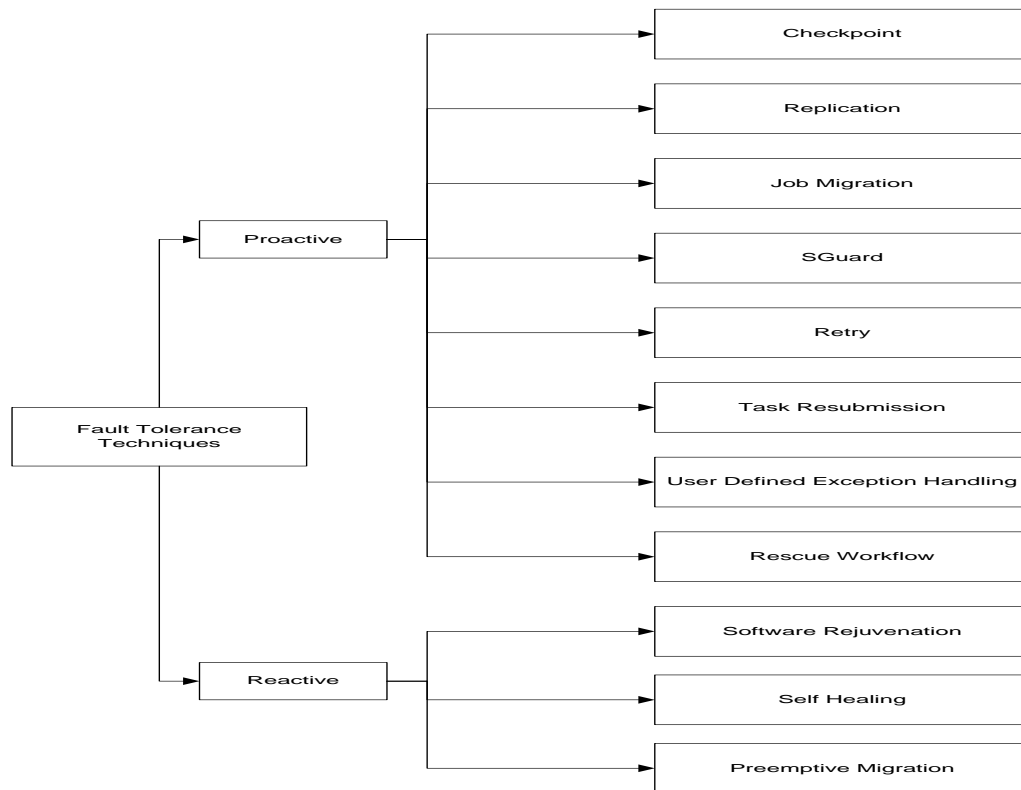 Checkpoint
Replication
Job Migration
Proactive
SGuard
Retry
Fault Tolerance
Techniques
Task Resubmission
User Defined Exception Handling
Rescue Workflow
Software Rejuvenation
Reactive
Self Healing
Preemptive Migration